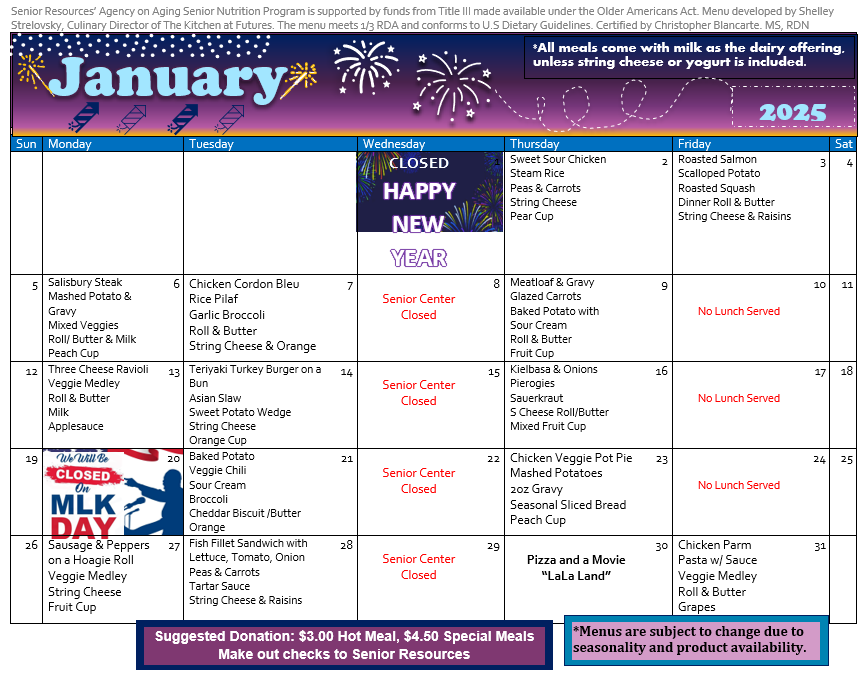 Senior Resources' Agency on Aging Senior Nutrition Program is supported by funds from Title III made available under the Older Americans Act. Menu developed by Shelley
Strelovsky, Culinary Director of The Kitchen at Futures. The menu meets 1/3 RDA and conforms to U.S Dietary Guidelines. Certified by Christopher Blancarte. MS, RDN
January
*All meals come with milk as the dairy offering,
unless string cheese or yogurt is included.
2025
Sun Monday Tuesday Wednesday Thursday Friday Sat
1
CLOSED
HAPPY
NEW
YEAR
2
Sweet Sour Chicken
Steam Rice
Peas & Carrots
String Cheese
Pear Cup
3
Roasted Salmon
Scalloped Potato
Roasted Squash
Dinner Roll & Butter
String Cheese & Raisins
4
5
6
Salisbury Steak
Mashed Potato &
Gravy
Mixed Veggies
Roll/ Butter & Milk
Peach Cup
7
Chicken Cordon Bleu
Rice Pilaf
Garlic Broccoli
Roll & Butter
String Cheese & Orange
8
Senior Center
Closed
9
Meatloaf & Gravy
Glazed Carrots
Baked Potato with
Sour Cream
Roll & Butter
Fruit Cup
10
No Lunch Served
11
12
13
Three Cheese Ravioli
Veggie Medley
Roll & Butter
Milk
Applesauce
14
Teriyaki Turkey Burger on a
Bun
Asian Slaw
Sweet Potato Wedge
String Cheese
Orange Cup
15
Senior Center
Closed
16
Kielbasa & Onions
Pierogies
Sauerkraut
S Cheese Roll/Butter
Mixed Fruit Cup
17
No Lunch Served
18
19
20
We Will Be
CLOSED
On
MLK
DAY
21
Baked Potato
Veggie Chili
Sour Cream
Broccoli
Cheddar Biscuit /Butter
Orange
22
Senior Center
Closed
23
Chicken Veggie Pot Pie
Mashed Potatoes
2oz Gravy
Seasonal Sliced Bread
Peach Cup
24
No Lunch Served
25
26
27
Sausage & Peppers
on a Hoagie Roll
Veggie Medley
String Cheese
Fruit Cup
28
Fish Fillet Sandwich with
Lettuce, Tomato, Onion
Peas & Carrots
Tartar Sauce
String Cheese & Raisins
29
Senior Center
Closed
30
Pizza and a Movie
"LaLa Land"
31
Chicken Parm
Pasta w/ Sauce
Veggie Medley
Roll & Butter
Grapes
Suggested Donation: $3.00 Hot Meal, $4.50 Special Meals
Make out checks to Senior Resources
*Menus are subject to change due to
seasonality and product availability.